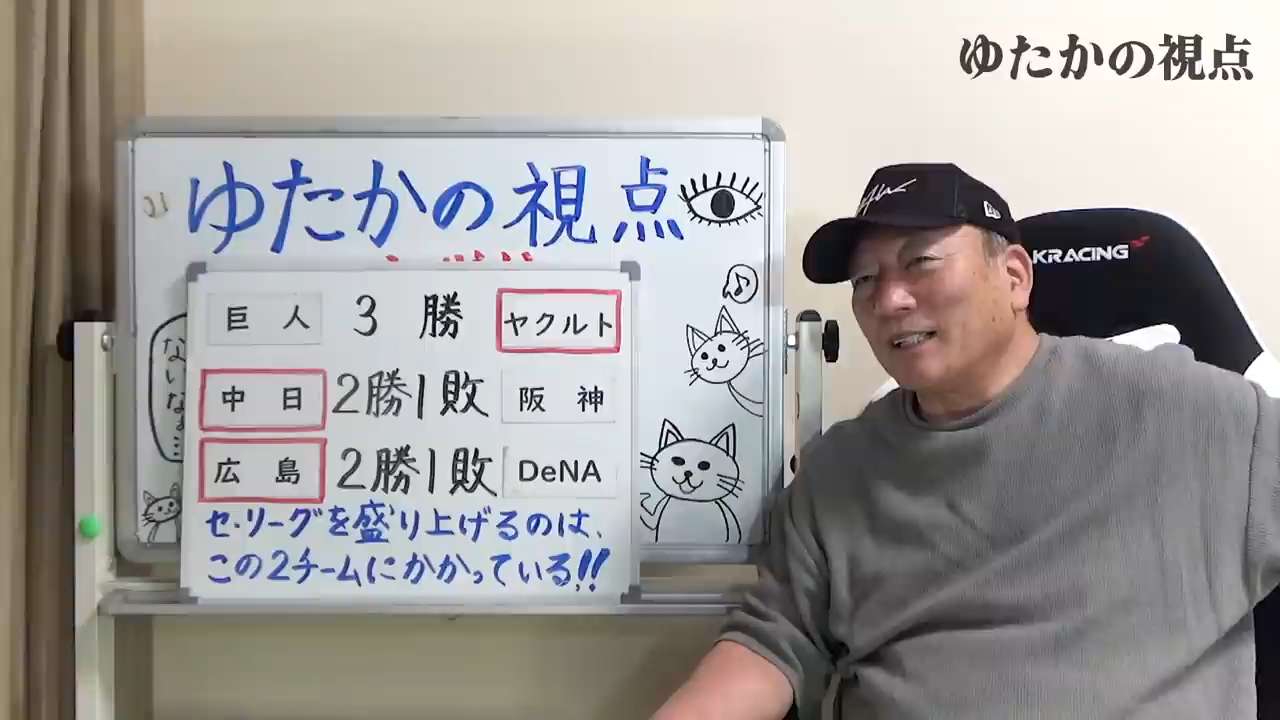 ゆたかの視点
ゆたかの視点
巨人 3勝 ヤクルト
中日 2勝1敗 阪神
広島 2勝1敗 DeNA
セ・リーグを盛り上げるのは、
この2チームにかかっている!!
KRACING